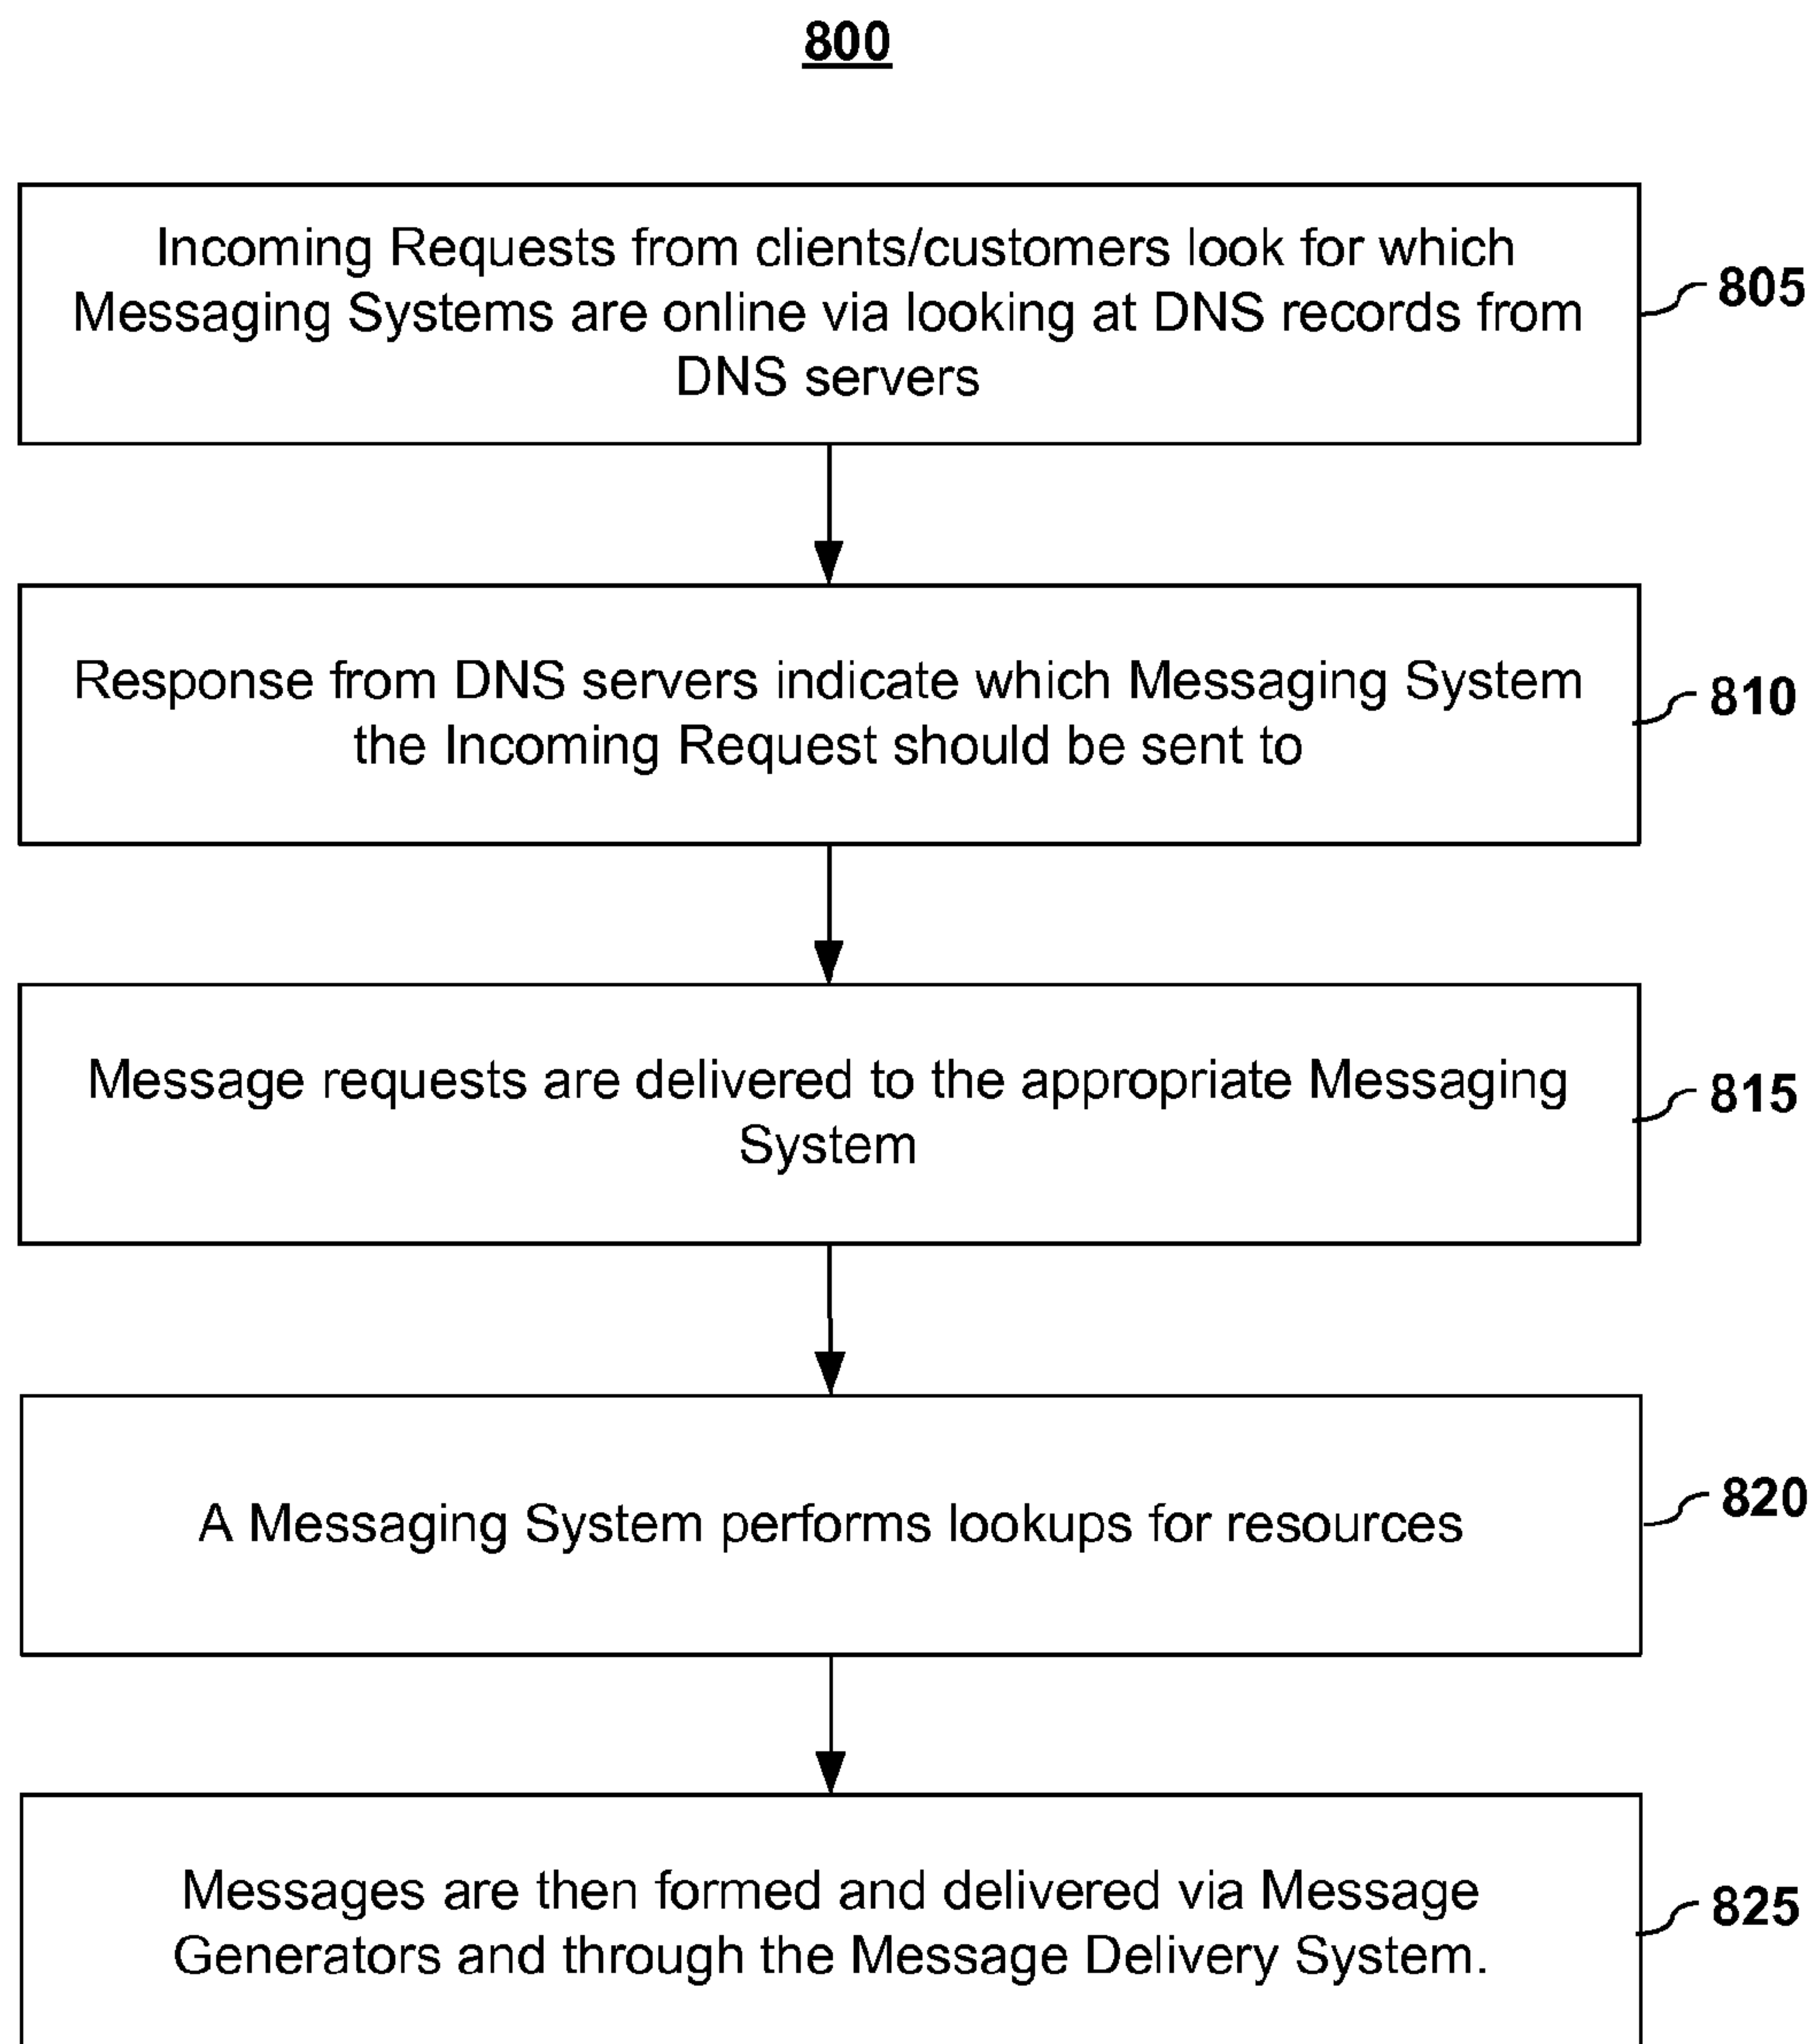 800
Incoming Requests from clients/customers look for which
Messaging Systems are online via looking at DNS records from
DNS servers
805
Response from DNS servers indicate which Messaging System
the Incoming Request should be sent to
810
Message requests are delivered to the appropriate Messaging
System
815
A Messaging System performs lookups for resources
820
Messages are then formed and delivered via Message
Generators and through the Message Delivery System.
825